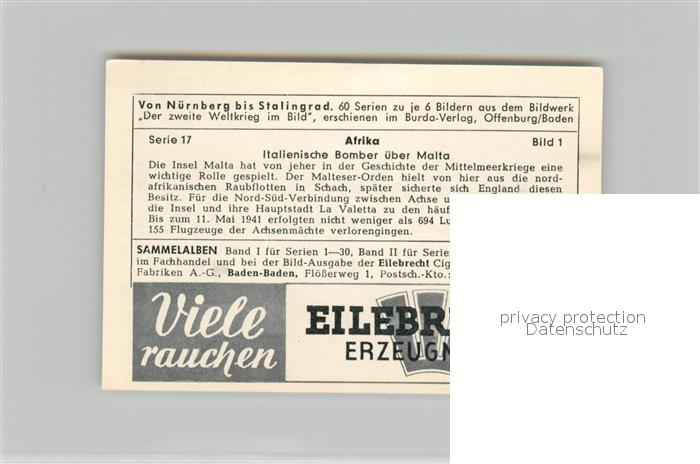 Von Nürnberg bis Stalingrad. 60 Serien zu je 6 Bildern aus dem Bildwerk
„Der zweite Weltkrieg im Bild", erschienen im Burda-Verlag, Offenburg/Baden
Serie 17 Afrika Bild 1
Italienische Bomber über Malta
Die Insel Malta hat von jeher in der Geschichte der Mittelmeerkriege eine
wichtige Rolle gespielt. Der Malteser-Orden hielt von hier aus die nord-
afrikanischen Raubflotten in Schach, später sicherte sich England diesen
Besitz. Für die Nord-Süd-Verbindung zwischen Achse u
die Insel und ihre Hauptstadt La Valetta zu den häuf
Bis zum 11. Mai 1941 erfolgten nicht weniger als 694 Lu
155 Flugzeuge der Achsenmächte verlorengingen.
SAMMELALBEN Band I für Serien 1—30, Band II für Serie
im Fachhandel und bei der Bild-Ausgabe der Eilebrecht Cig
Fabriken A.-G., Baden-Baden, Flößerweg 1, Postsch.-Kto.:
Viele
rauchen
EILEBR
ERZEUGN
privacy protection
Datenschutz